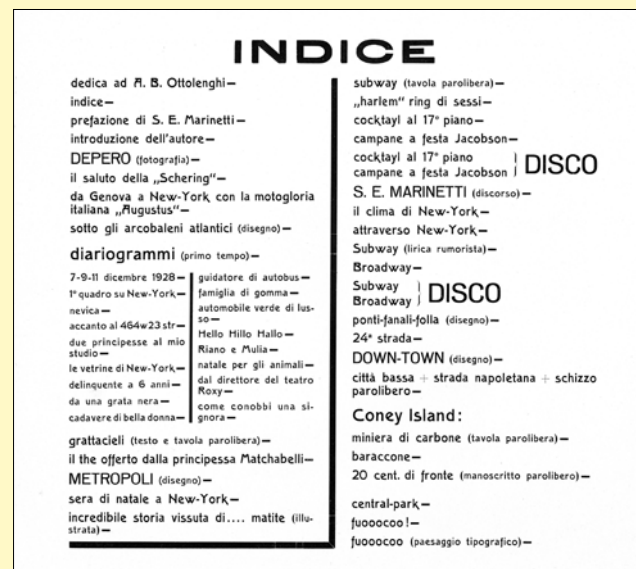 INDICE
dedica ad A. B. Ottolenghi—
indice—
prefazione di S. E. Marinetti—
introduzione dell'autore—
DEPERO (fotografia)—
il saluto della „Schering"—
da Genova a New-York con la motogloria
italiana „Augustus"—
sotto gli arcobaleni atlantici (disegno)—
diariogrammi (primo tempo)—
7-9-11 dicembre 1928—
1° quadro su New-York—
nevica—
accanto al 464w23 str—
due principesse al mio
studio—
le vetrine di New-York—
delinquente a 6 anni—
da una grata nera—
cadavere di bella donna—
guidatore di autobus—
famiglia di gomma—
automobile verde di lus-
so—
Hello Hillo Hallo—
Riano e Mulia—
natale per gli animali—
dal direttore del teatro
Roxy—
come conobbi una si-
gnora—
grattacieli (testo e tavola parolibera)—
il the offerto dalla principessa Matchabelli—
METROPOLI (disegno)—
sera di natale a New-York—
incredibile storia vissuta di.... matite (illu-
strata)—
subway (tavola parolibera)—
„harlem" ring di sessi—
cocktayl al 17° piano—
campane a festa Jacobson—
cocktayl al 17° piano
campane a festa Jacobson } DISCO
S. E. MARINETTI (discorso)—
il clima di New-York—
attraverso New-York—
Subway (lirica rumorista)—
Broadway—
Subway
Broadway } DISCO
ponti-fanali-folla (disegno)—
24ª strada—
DOWN-TOWN (disegno)—
città bassa + strada napoletana + schizzo
parolibero—
Coney Island:
miniera di carbone (tavola parolibera)—
baraccone—
20 cent. di fronte (manoscritto parolibero)—
central-park—
fuoocoo!—
fuoocoo (paesaggio tipografico)—